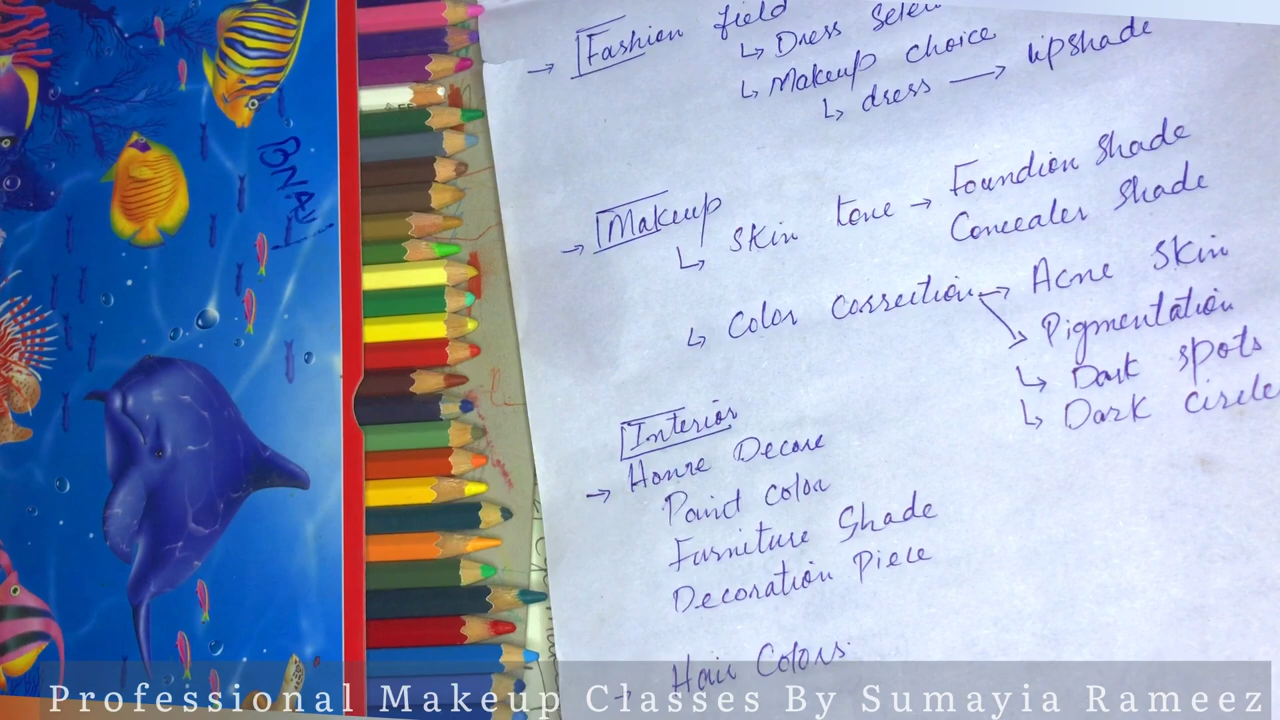 → Fashion field
↳ Dress Selec
↳ Makeup choice
↳ dress → lipshade
→ Makeup
↳ Skin tone → Foundion Shade
Concealer Shade
↳ Color Correction → Acne Skin
Pigmentation
↳ Dark spots
↳ Dark circle
Interior
→ Home Decore
Paint color
Furniture Shade
Decoration Piece
→ Hair Colors
BNAY
Professional Makeup Classes By Sumayia Rameez